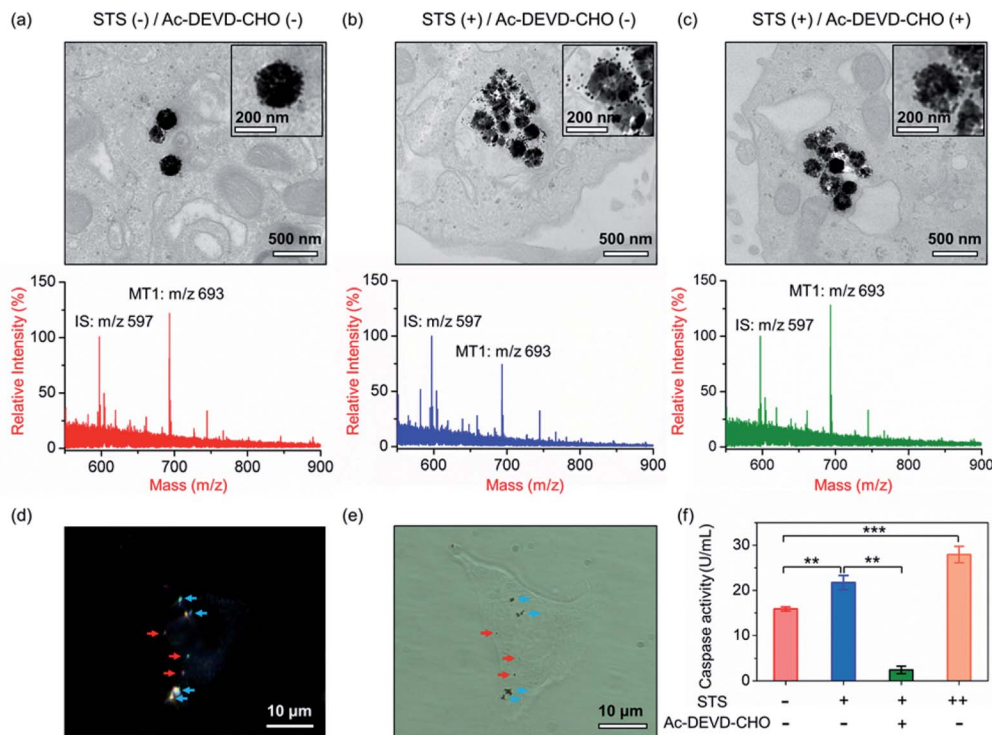 (a) STS (-) / Ac-DEVD-CHO (-)
200 nm
500 nm
(b) STS (+) / Ac-DEVD-CHO (-)
200 nm
500 nm
(c) STS (+) / Ac-DEVD-CHO (+)
200 nm
500 nm
Relative Intensity (%)
150
100
50
0
MT1: m/z 693
IS: m/z 597
600 700 800 900
Mass (m/z)
Relative Intensity (%)
150
100
50
0
IS: m/z 597
MT1: m/z 693
600 700 800 900
Mass (m/z)
Relative Intensity (%)
150
100
50
0
MT1: m/z 693
IS: m/z 597
600 700 800 900
Mass (m/z)
(d)
10 μm
(e)
10 μm
(f)
Caspase activity (U/mL)
30
20
10
0
***
** **
STS - + + ++
Ac-DEVD-CHO - - + -